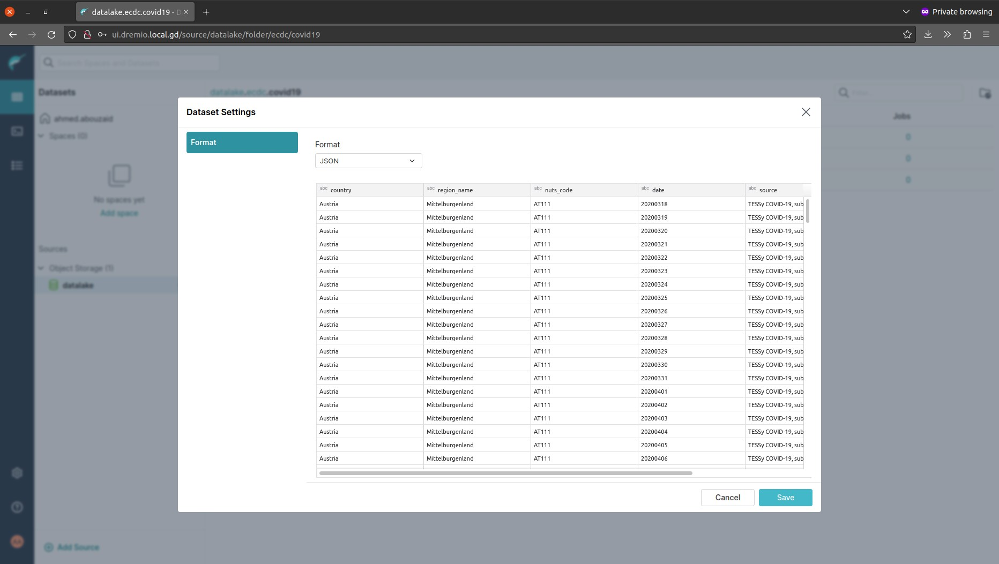 datalake.ecdc.covid19 - D
Private browsing
ui.dremio.local.gd/source/datalake/folder/ecdc/covid19
Search Spaces and Datasets
Datasets
datalake.ecdc.covid19
Filter...
ahmed.abouzaid
Spaces (0)
Jobs
0
0
0
No spaces yet
Add space
Sources
Object Storage (1)
datalake
Add Source
Dataset Settings
Format
Format
JSON
abc country abc region_name abc nuts_code abc date abc source
Austria Mittelburgenland AT111 20200318 TESSy COVID-19, sub
Austria Mittelburgenland AT111 20200319 TESSy COVID-19, sub
Austria Mittelburgenland AT111 20200320 TESSy COVID-19, sub
Austria Mittelburgenland AT111 20200321 TESSy COVID-19, sub
Austria Mittelburgenland AT111 20200322 TESSy COVID-19, sub
Austria Mittelburgenland AT111 20200323 TESSy COVID-19, sub
Austria Mittelburgenland AT111 20200324 TESSy COVID-19, sub
Austria Mittelburgenland AT111 20200325 TESSy COVID-19, sub
Austria Mittelburgenland AT111 20200326 TESSy COVID-19, sub
Austria Mittelburgenland AT111 20200327 TESSy COVID-19, sub
Austria Mittelburgenland AT111 20200328 TESSy COVID-19, sub
Austria Mittelburgenland AT111 20200329 TESSy COVID-19, sub
Austria Mittelburgenland AT111 20200330 TESSy COVID-19, sub
Austria Mittelburgenland AT111 20200331 TESSy COVID-19, sub
Austria Mittelburgenland AT111 20200401 TESSy COVID-19, sub
Austria Mittelburgenland AT111 20200402 TESSy COVID-19, sub
Austria Mittelburgenland AT111 20200403 TESSy COVID-19, sub
Austria Mittelburgenland AT111 20200404 TESSy COVID-19, sub
Austria Mittelburgenland AT111 20200405 TESSy COVID-19, sub
Austria Mittelburgenland AT111 20200406 TESSy COVID-19, sub
Cancel
Save